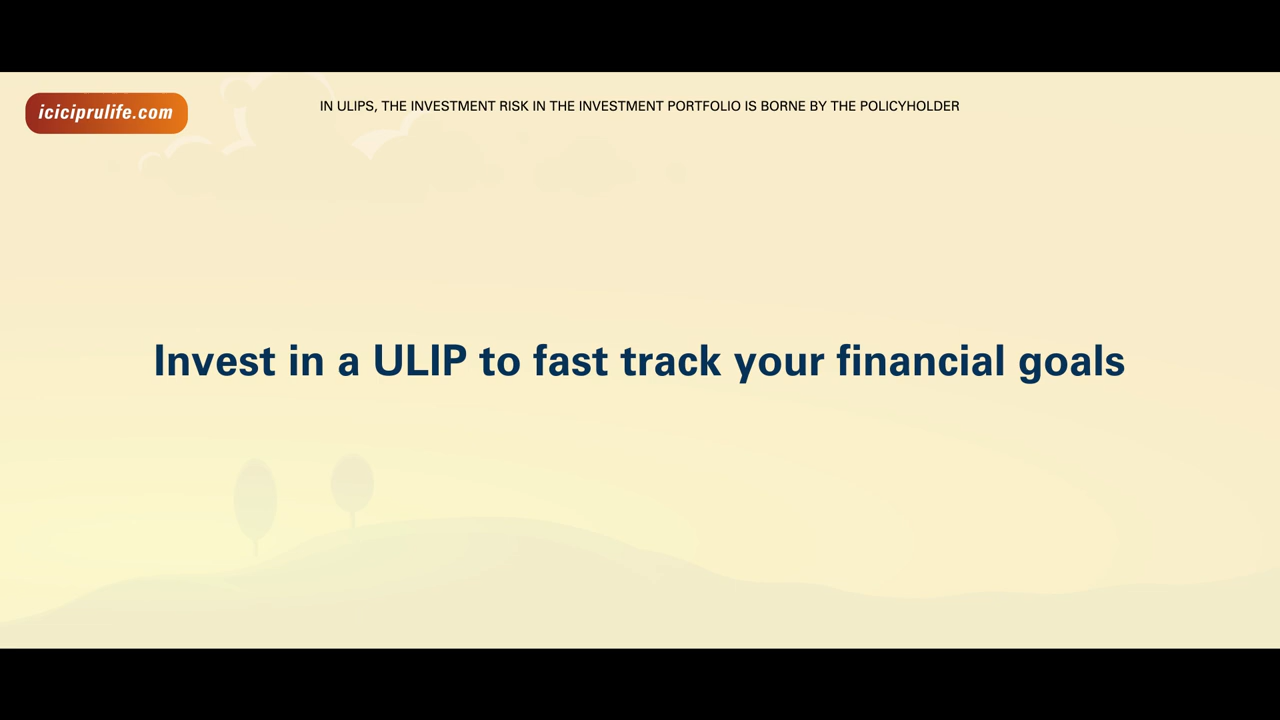 iciciprulife.com
IN ULIPS, THE INVESTMENT RISK IN THE INVESTMENT PORTFOLIO IS BORNE BY THE POLICYHOLDER
Invest in a ULIP to fast track your financial goals